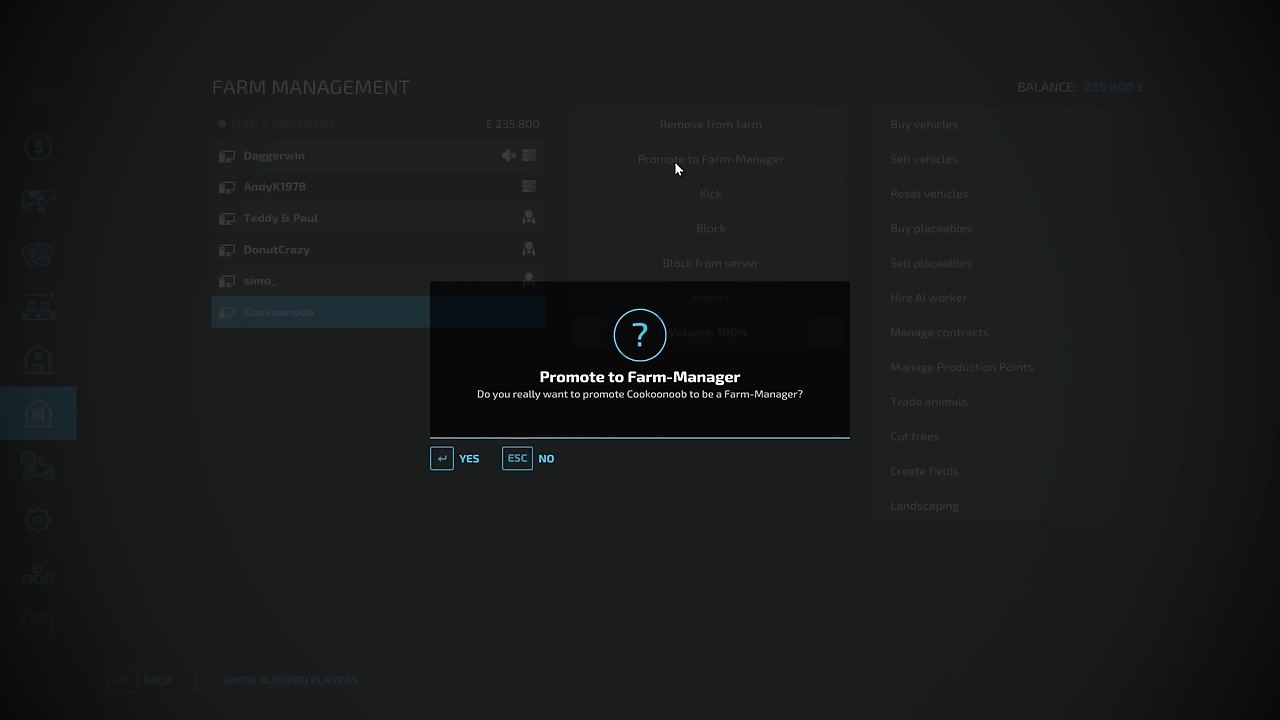 FARM MANAGEMENT
BALANCE: 235,800 £
DAG'S MEMBERS £ 235,800
Daggerwin
AndyK1978
Teddy & Paul
DonutCrazy
simo_
Cookoonoob
Remove from farm
Promote to Farm-Manager
Kick
Block
Block from server
Report
Volume: 100%
Buy vehicles
Sell vehicles
Reset vehicles
Buy placeables
Sell placeables
Hire AI worker
Manage contracts
Manage Production Points
Trade animals
Cut trees
Create fields
Landscaping
?
Promote to Farm-Manager
Do you really want to promote Cookoonoob to be a Farm-Manager?
YES
ESC NO
BACK
SHOW BLOCKED PLAYERS